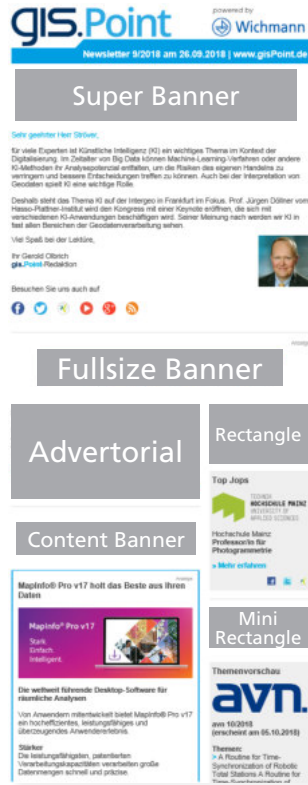 gis.Point
powered by
Wichmann
Newsletter 9/2018 am 26.09.2018 | www.gisPoint.de
Super Banner
Sehr geehrter Herr Ströver,
für viele Experten ist Künstliche Intelligenz (KI) ein wichtiges Thema im Kontext der
Digitalisierung. Im Zeitalter von Big Data können Machine-Learning-Verfahren oder andere
KI-Methoden ihr Analysepotenzial entfalten, um die Risiken des eigenen Handelns zu
verringern und bessere Entscheidungen treffen zu können. Auch bei der Interpretation von
Geodaten spielt KI eine wichtige Rolle.
Deshalb steht das Thema KI auf der Intergeo in Frankfurt im Fokus. Prof. Jürgen Döllner vom
Hasso-Plattner-Institut wird den Kongress mit einer Keynote eröffnen, die sich mit
verschiedenen KI-Anwendungen beschäftigen wird. Seiner Meinung nach werden wir KI in
fast allen Bereichen der Geodatenverarbeitung sehen.
Viel Spaß bei der Lektüre,
Ihr Gerold Olbrich
gis.Point-Redaktion
Besuchen Sie uns auch auf
Anzeige
Fullsize Banner
Advertorial
Rectangle
Top Jops
HOCHSCHULE MAINZ
UNIVERSITY OF
APPLIED SCIENCES
Hochschule Mainz
Professor/in für
Photogrammetrie
» Mehr erfahren
Content Banner
Anzeige
MapInfo® Pro v17 holt das Beste aus Ihren
Daten
MapInfo® Pro v17
Stark.
Einfach.
Intelligent.
Die weltweit führende Desktop-Software für
räumliche Analysen
Von Anwendern mitentwickelt bietet MapInfo® Pro v17
ein hocheffizientes, leistungsfähiges und
überzeugendes Anwendererlebnis.
Stärker
Die leistungsfähigsten, patentierten
Verarbeitungskapazitäten verarbeiten große
Datenmengen schnell und präzise.
Mini
Rectangle
Themenvorschau
avn.
avn 10/2018
(erscheint am 05.10.2018)
Themen:
> A Routine for Time-
Synchronization of Robotic
Total Stations A Routine for